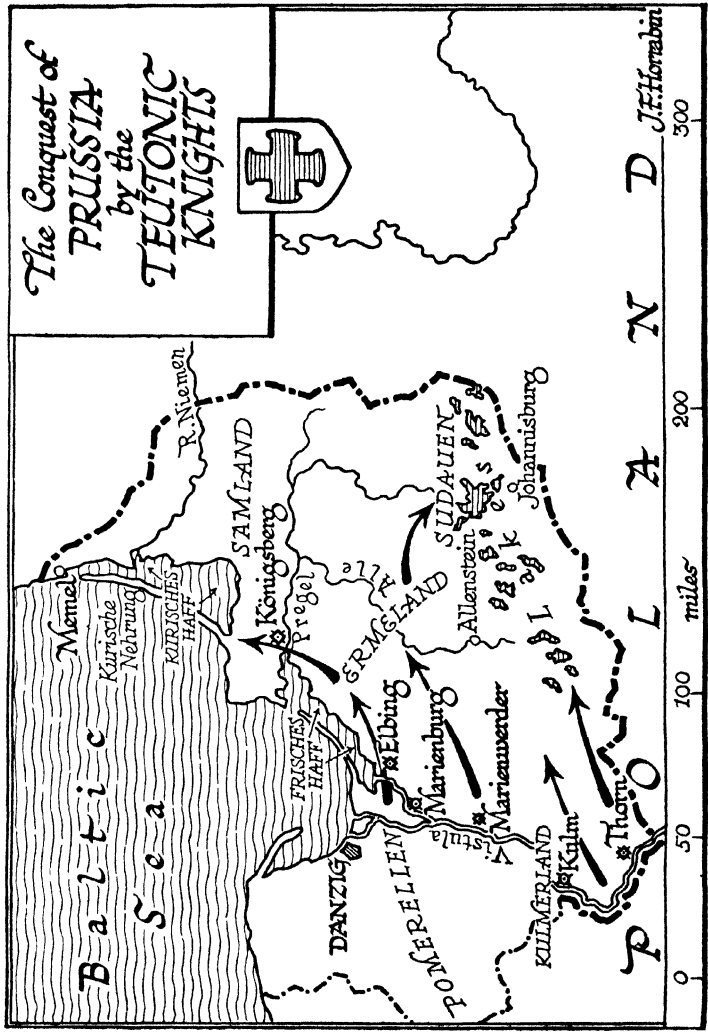 The Conquest of
PRUSSIA
by the
TEUTONIC
KNIGHTS
Baltic
Sea
Memel
Kurische
Nehrung
KURISCHES
HAFF
R. Niemen
SAMLAND
Königsberg
Pregel
FRISCHES
HAFF
Alle
ERMELAND
SUDAUEN
DANZIG
Elbing
Marienburg
Allenstein
Lakes
Johannisburg
POMERELLEN
Vistula
Marienwerder
KULMERLAND
Kulm
Thorn
POLAND
0
50
100
miles
200
300
J.F. Horrabin